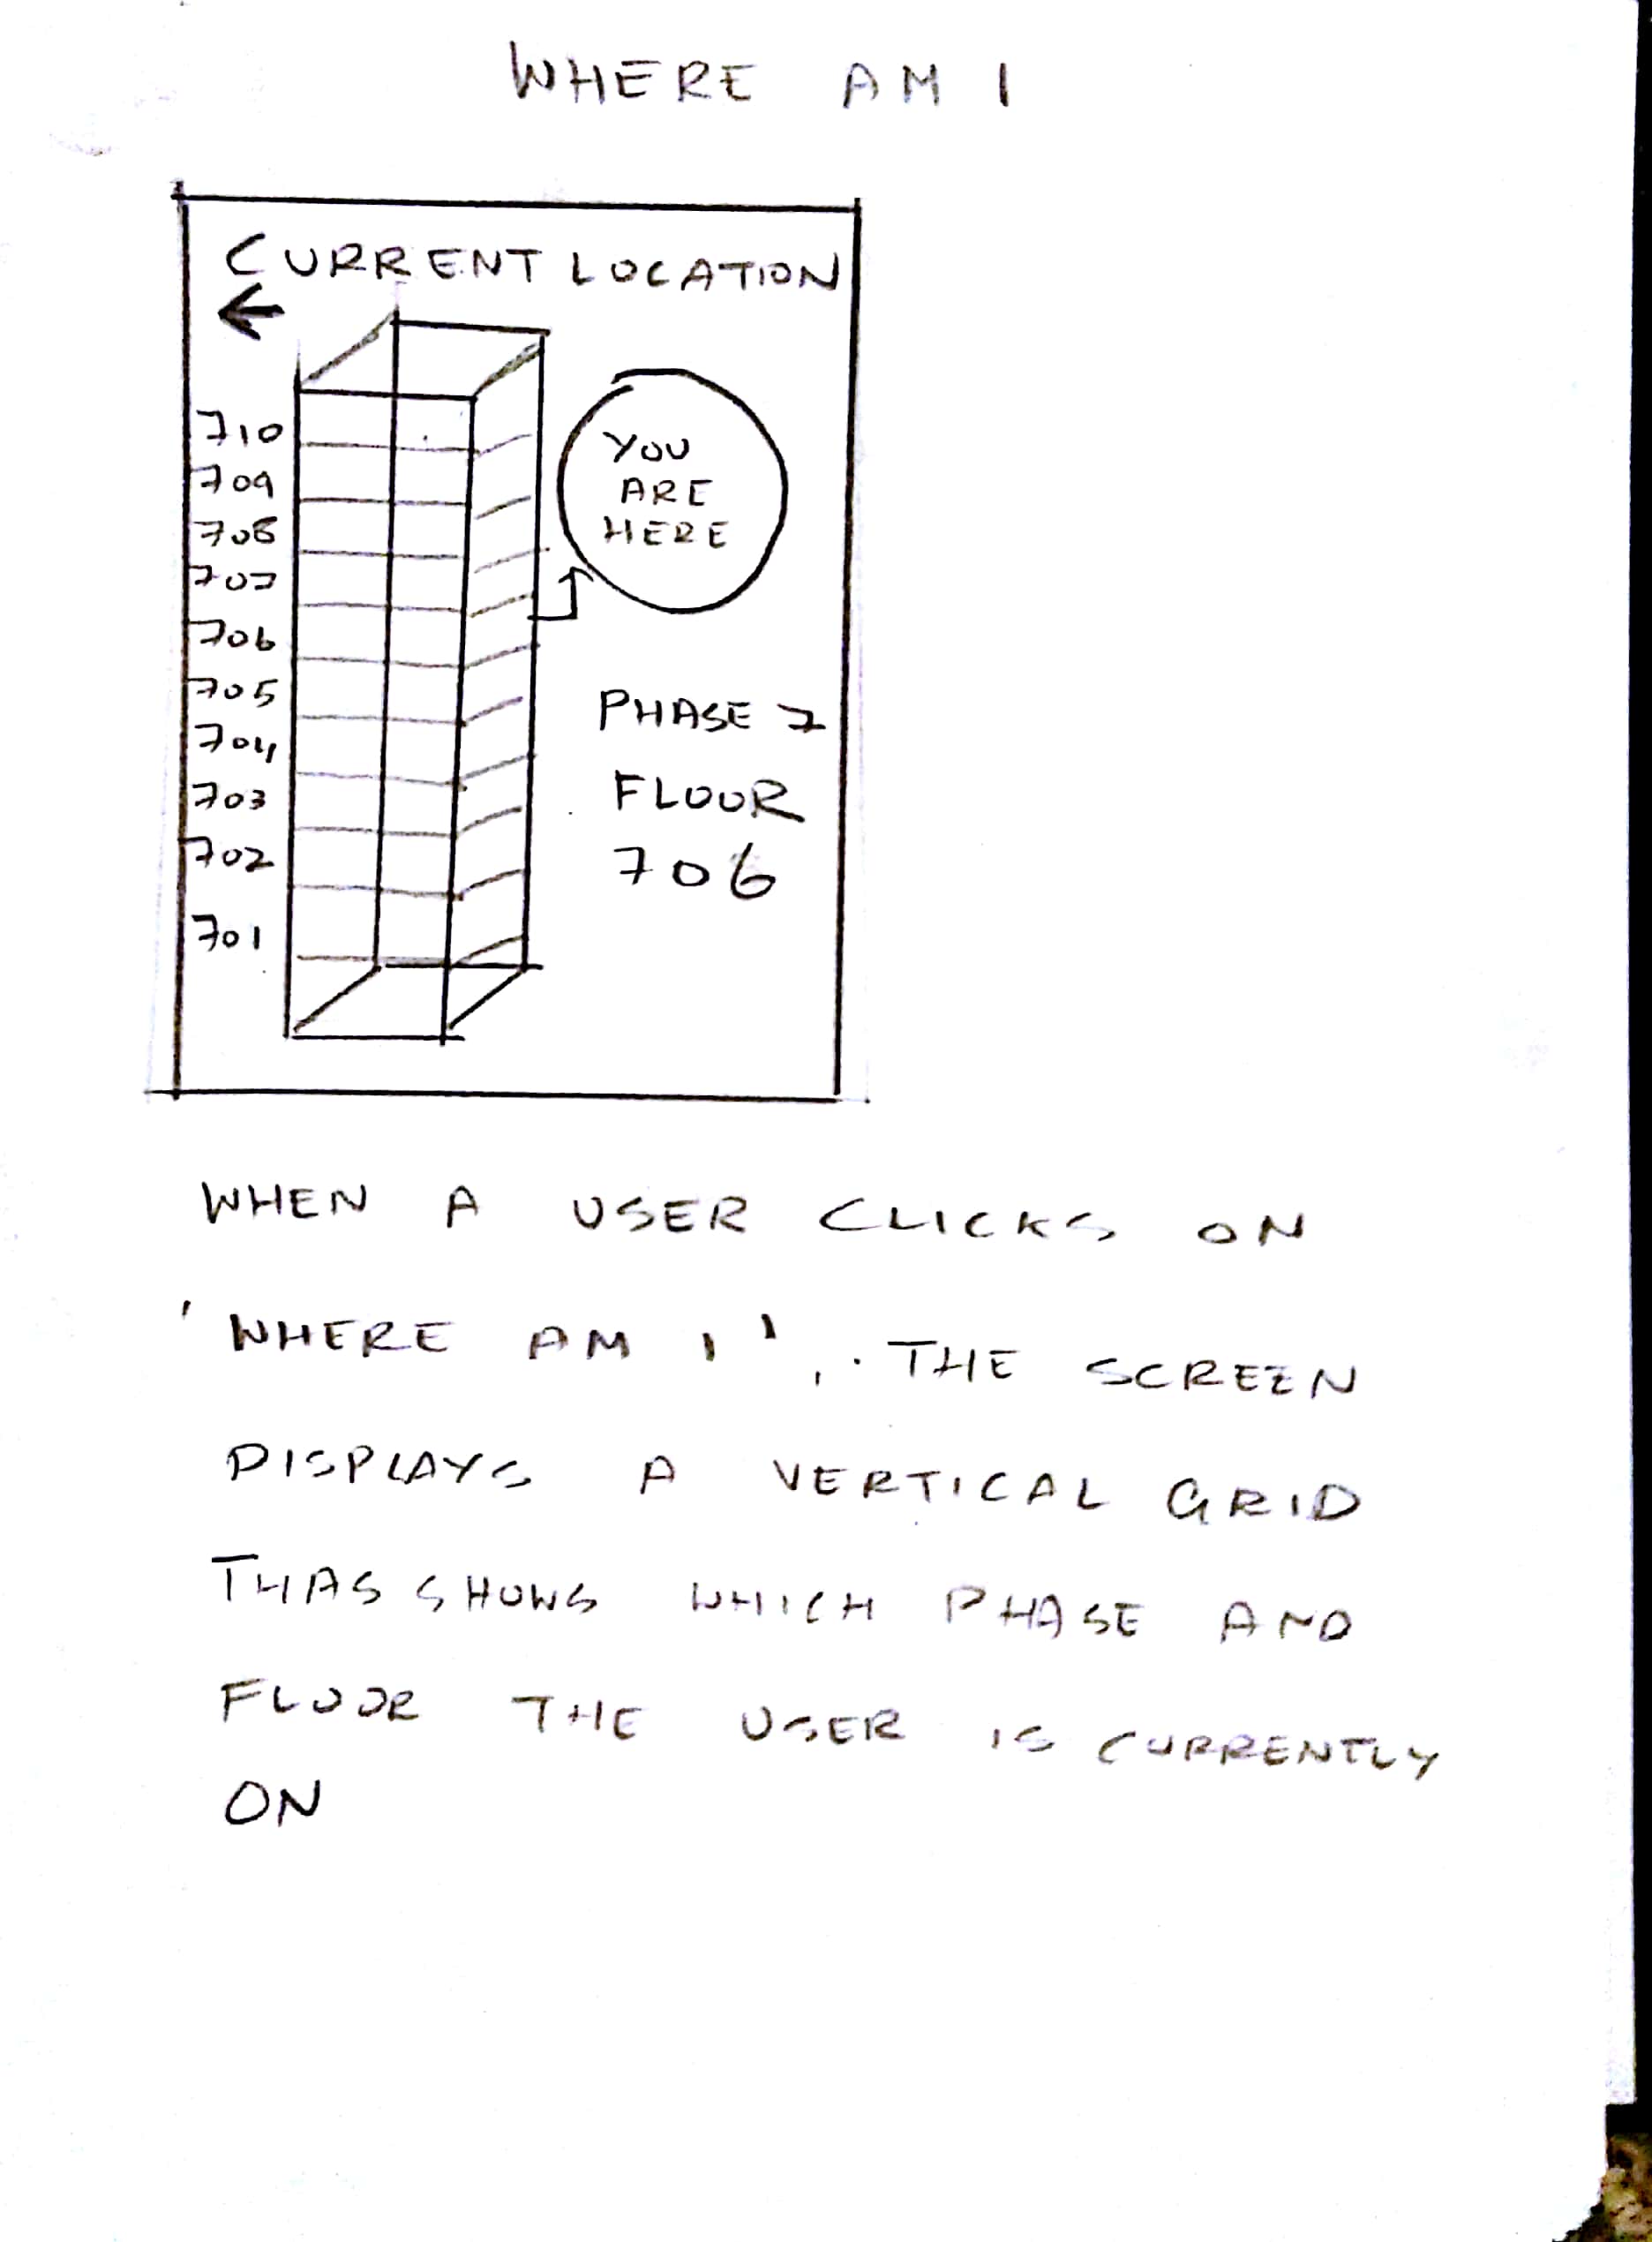 WHERE AM I
CURRENT LOCATION
←
710
709
708
707
706
705
704
703
702
701
YOU
ARE
HERE
PHASE 7
FLOOR
706
WHEN A USER CLICKS ON
'WHERE AM I', . THE SCREEN
DISPLAYS A VERTICAL GRID
THAS SHOWS WHICH PHASE AND
FLOOR THE USER IS CURRENTLY
ON